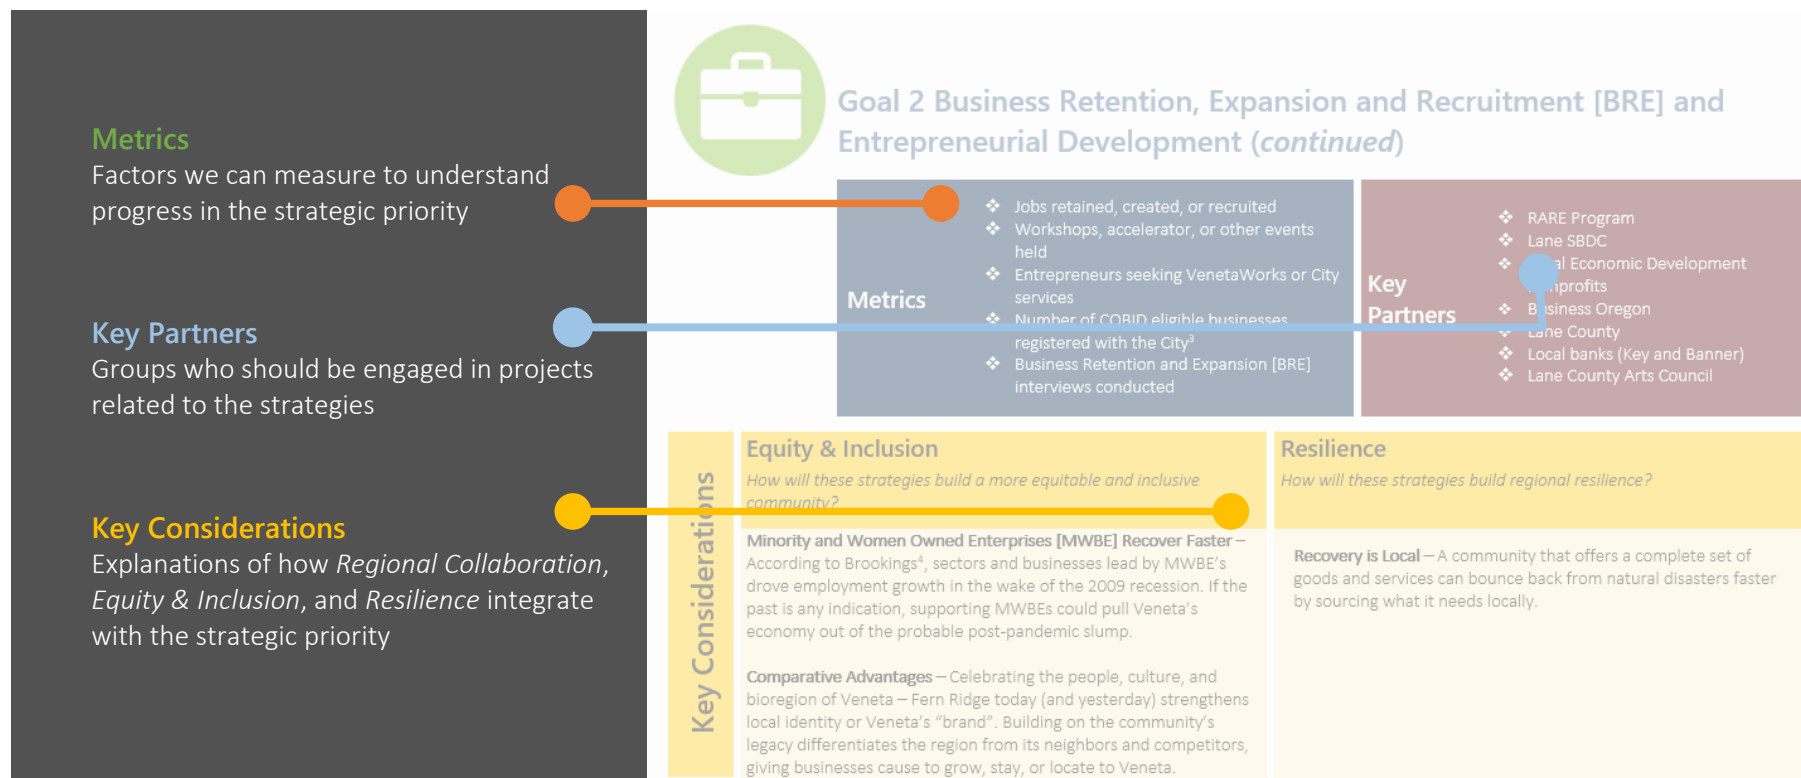 Metrics
Factors we can measure to understand
progress in the strategic priority
Key Partners
Groups who should be engaged in projects
related to the strategies
Key Considerations
Explanations of how Regional Collaboration,
Equity & Inclusion, and Resilience integrate
with the strategic priority
Goal 2 Business Retention, Expansion and Recruitment [BRE] and
Entrepreneurial Development (continued)
Metrics
❖ Jobs retained, created, or recruited
❖ Workshops, accelerator, or other events
held
❖ Entrepreneurs seeking VenetaWorks or City
services
❖ Number of COBID eligible businesses
registered with the City³
❖ Business Retention and Expansion [BRE]
interviews conducted
Key
Partners
❖ RARE Program
❖ Lane SBDC
❖ Economic Development
❖ Business Oregon
❖ Lane County
❖ Local banks (Key and Banner)
❖ Lane County Arts Council
Key Considerations
Equity & Inclusion
How will these strategies build a more equitable and inclusive
community?
Minority and Women Owned Enterprises [MWBE] Recover Faster –
According to Brookings⁴, sectors and businesses lead by MWBE's
drove employment growth in the wake of the 2009 recession. If the
past is any indication, supporting MWBEs could pull Veneta's
economy out of the probable post-pandemic slump.
Comparative Advantages – Celebrating the people, culture, and
bioregion of Veneta – Fern Ridge today (and yesterday) strengthens
local identity or Veneta's "brand". Building on the community's
legacy differentiates the region from its neighbors and competitors,
giving businesses cause to grow, stay, or locate to Veneta.
Resilience
How will these strategies build regional resilience?
Recovery is Local – A community that offers a complete set of
goods and services can bounce back from natural disasters faster
by sourcing what it needs locally.